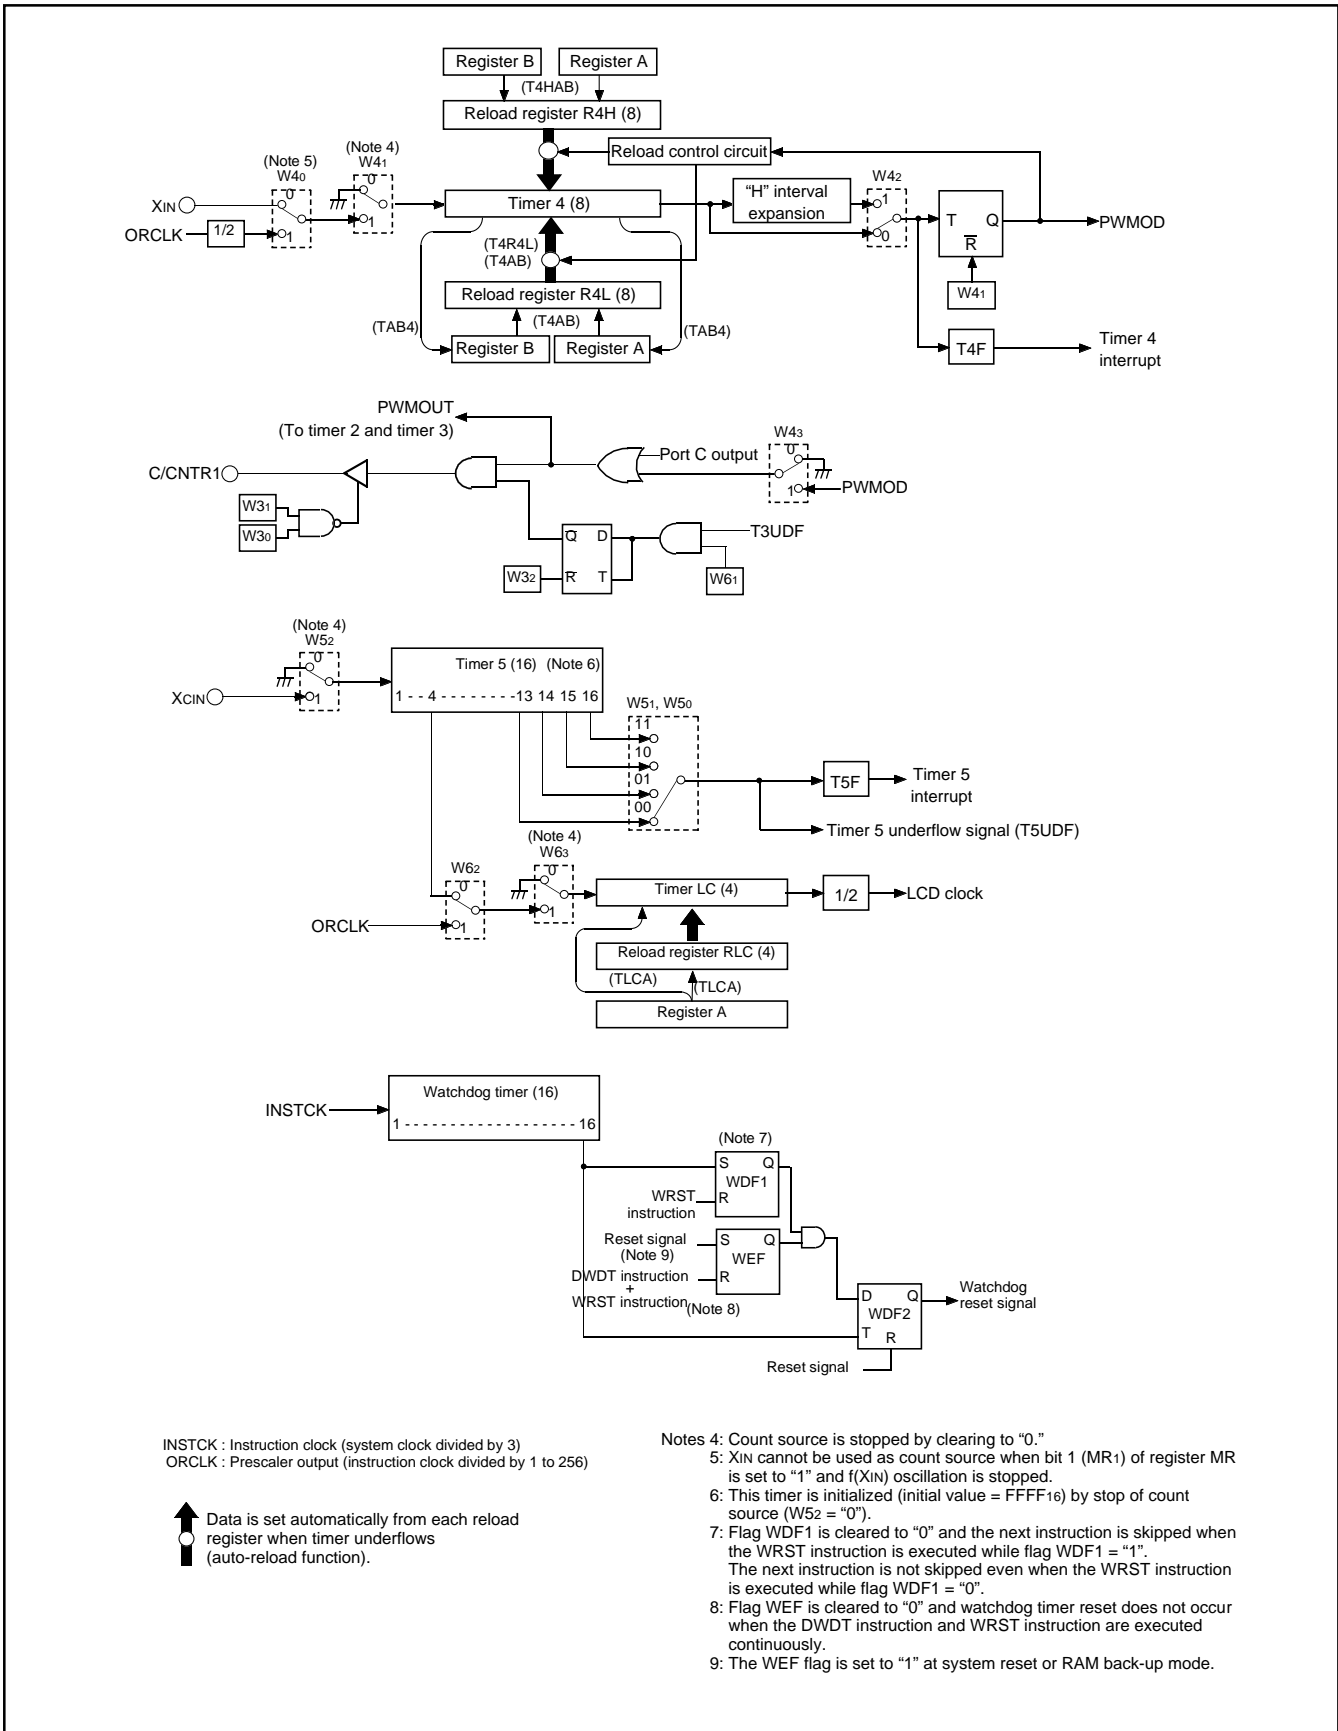 Register B
Register A
(T4HAB)
Reload register R4H (8)
Reload control circuit
(Note 5)
W40
0
1
(Note 4)
W41
0
1
XIN
ORCLK
1/2
Timer 4 (8)
"H" interval
expansion
W42
1
0
T Q
R
W41
PWMOD
(T4R4L)
(T4AB)
Reload register R4L (8)
(TAB4)
(T4AB)
(TAB4)
Register B
Register A
T4F
Timer 4
interrupt
PWMOUT
(To timer 2 and timer 3)
C/CNTR1
W31
W30
Port C output
W43
0
1
PWMOD
Q D
R T
W32
T3UDF
W61
(Note 4)
W52
0
1
XCIN
Timer 5 (16) (Note 6)
1 - - 4 - - - - - - - - -13 14 15 16
W51, W50
11
10
01
00
T5F
Timer 5
interrupt
Timer 5 underflow signal (T5UDF)
W62
0
1
(Note 4)
W63
0
1
ORCLK
Timer LC (4)
1/2
LCD clock
Reload register RLC (4)
(TLCA)
(TLCA)
Register A
INSTCK
Watchdog timer (16)
1 - - - - - - - - - - - - - - - - - - - 16
(Note 7)
S Q
WDF1
R
WRST
instruction
Reset signal
(Note 9)
S Q
WEF
R
DWDT instruction
+
WRST instruction
(Note 8)
D Q
WDF2
T R
Watchdog
reset signal
Reset signal
INSTCK : Instruction clock (system clock divided by 3)
ORCLK : Prescaler output (instruction clock divided by 1 to 256)
Data is set automatically from each reload
register when timer underflows
(auto-reload function).
Notes 4: Count source is stopped by clearing to “0.”
5: XIN cannot be used as count source when bit 1 (MR1) of register MR
is set to “1” and f(XIN) oscillation is stopped.
6: This timer is initialized (initial value = FFFF16) by stop of count
source (W52 = “0”).
7: Flag WDF1 is cleared to “0” and the next instruction is skipped when
the WRST instruction is executed while flag WDF1 = “1”.
The next instruction is not skipped even when the WRST instruction
is executed while flag WDF1 = “0”.
8: Flag WEF is cleared to “0” and watchdog timer reset does not occur
when the DWDT instruction and WRST instruction are executed
continuously.
9: The WEF flag is set to “1” at system reset or RAM back-up mode.